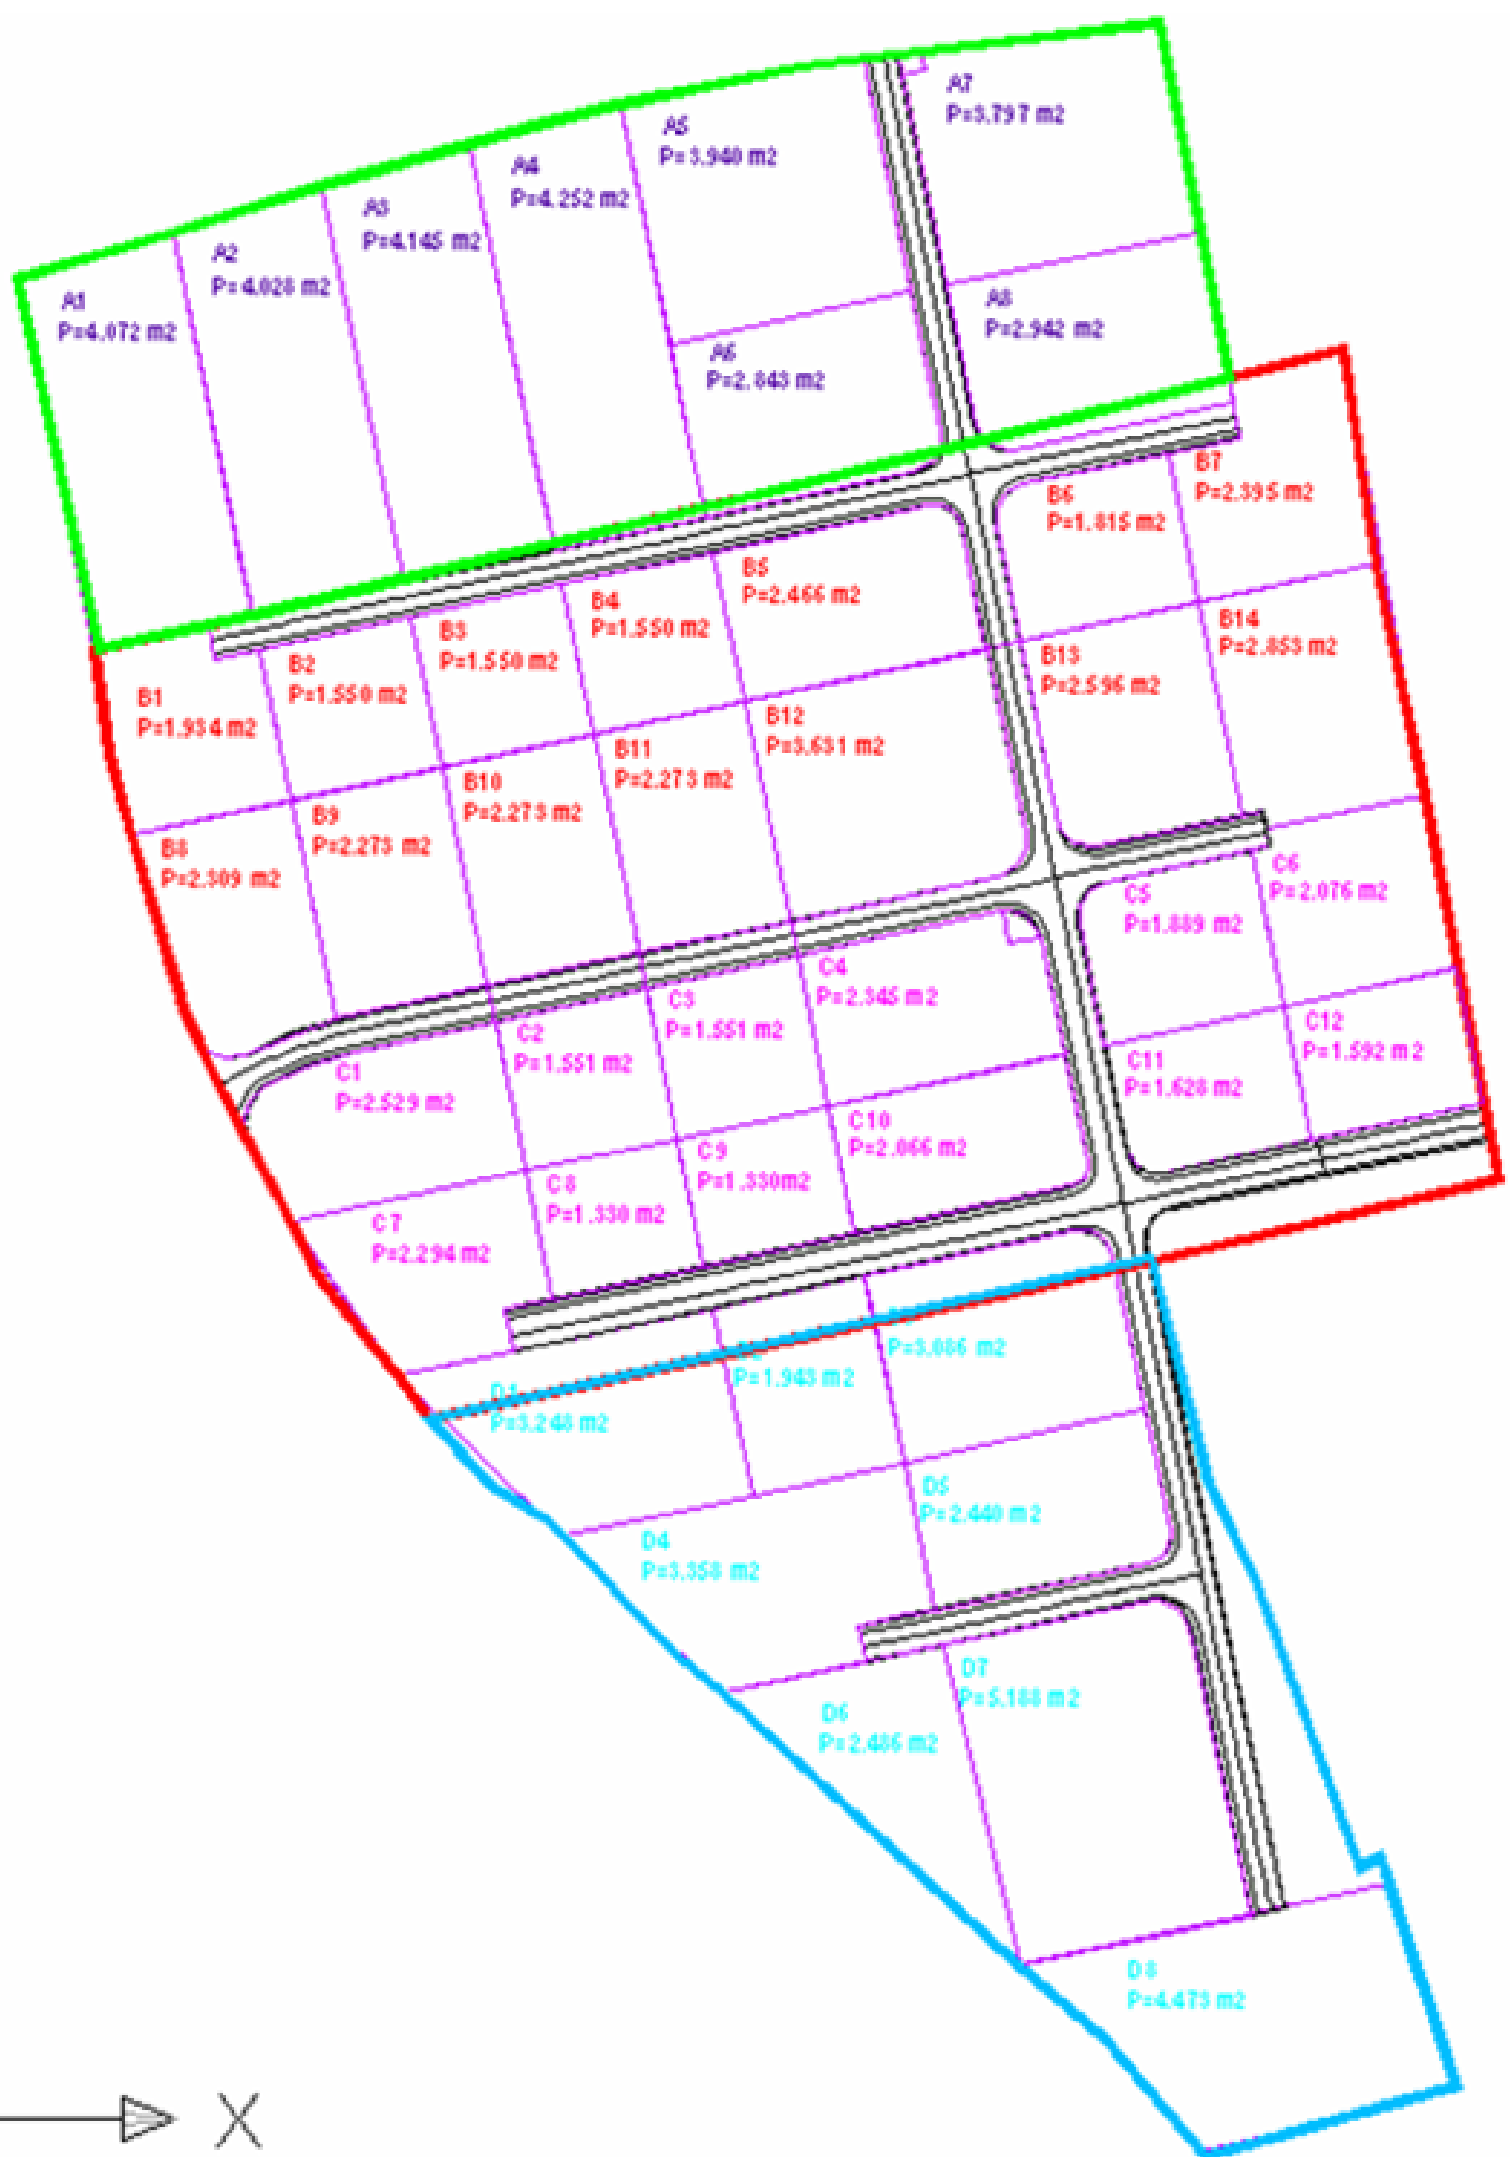 A7
P=3.797 m2
A5
P=3.940 m2
A4
P=4.252 m2
A3
P=4.145 m2
A2
P=4.028 m2
A1
P=4.072 m2
A8
P=2.942 m2
A6
P=2.843 m2
B7
P=2.395 m2
B6
P=1.815 m2
B5
P=2.466 m2
B4
P=1.550 m2
B3
P=1.550 m2
B2
P=1.550 m2
B1
P=1.934 m2
B14
P=2.853 m2
B13
P=2.596 m2
B12
P=3.631 m2
B11
P=2.273 m2
B10
P=2.273 m2
B9
P=2.273 m2
B8
P=2.309 m2
C6
P=2.076 m2
C5
P=1.889 m2
C4
P=2.345 m2
C3
P=1.551 m2
C2
P=1.551 m2
C1
P=2.529 m2
C12
P=1.592 m2
C11
P=1.628 m2
C10
P=2.066 m2
C9
P=1.330m2
C8
P=1.330 m2
C7
P=2.294 m2
P=3.086 m2
P=1.943 m2
D1
P=3.248 m2
D5
P=2.440 m2
D4
P=3.358 m2
D7
P=5.188 m2
D6
P=2.486 m2
D8
P=4.473 m2
X